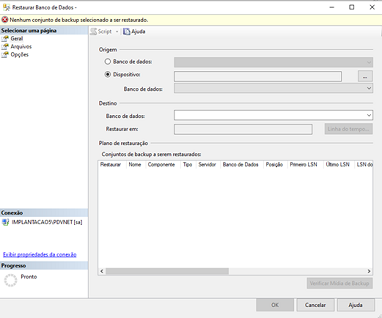 Restaurar Banco de Dados -
Nenhum conjunto de backup selecionado a ser restaurado.
Selecionar uma página
Geral
Arquivos
Opções
Script
Ajuda
Origem
Banco de dados:
Dispositivo:
...
Banco de dados:
Destino
Banco de dados:
Restaurar em:
Linha do tempo...
Plano de restauração
Conjuntos de backup a serem restaurados:
Restaurar Nome Componente Tipo Servidor Banco de Dados Posição Primeiro LSN Último LSN LSN do
Conexão
IMPLANTACAO5\PDVNET [sa]
Exibir propriedades da conexão
Progresso
Pronto
Verificar Mídia de Backup
OK
Cancelar
Ajuda